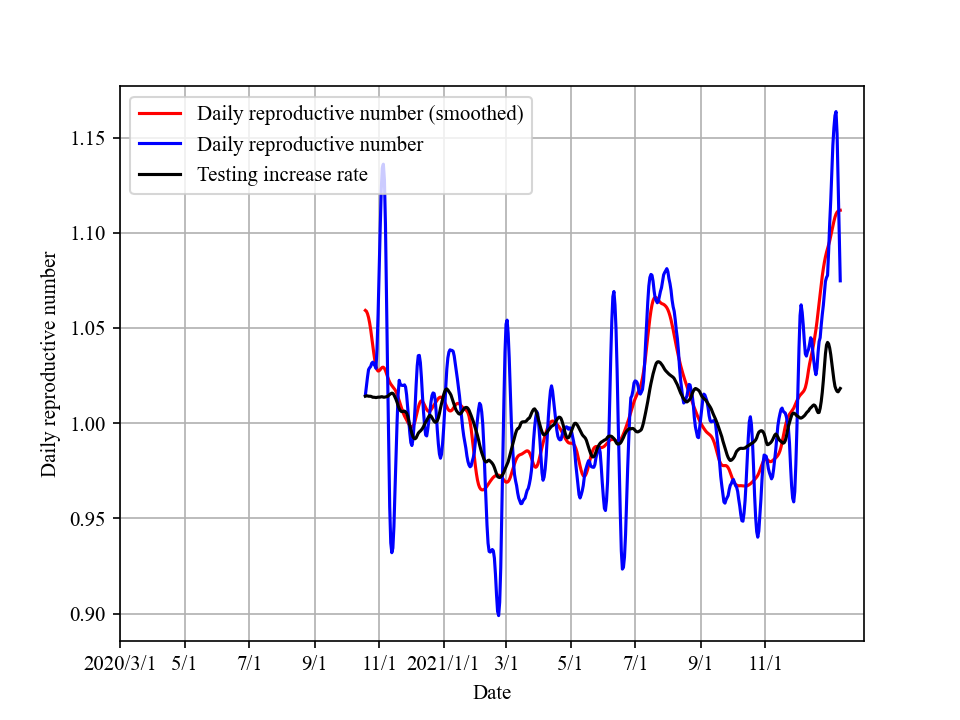 Daily reproductive number (smoothed)
Daily reproductive number
Testing increase rate
1.15
1.10
1.05
1.00
0.95
0.90
Daily reproductive number
2020/3/1 5/1 7/1 9/1 11/1 2021/1/1 3/1 5/1 7/1 9/1 11/1
Date